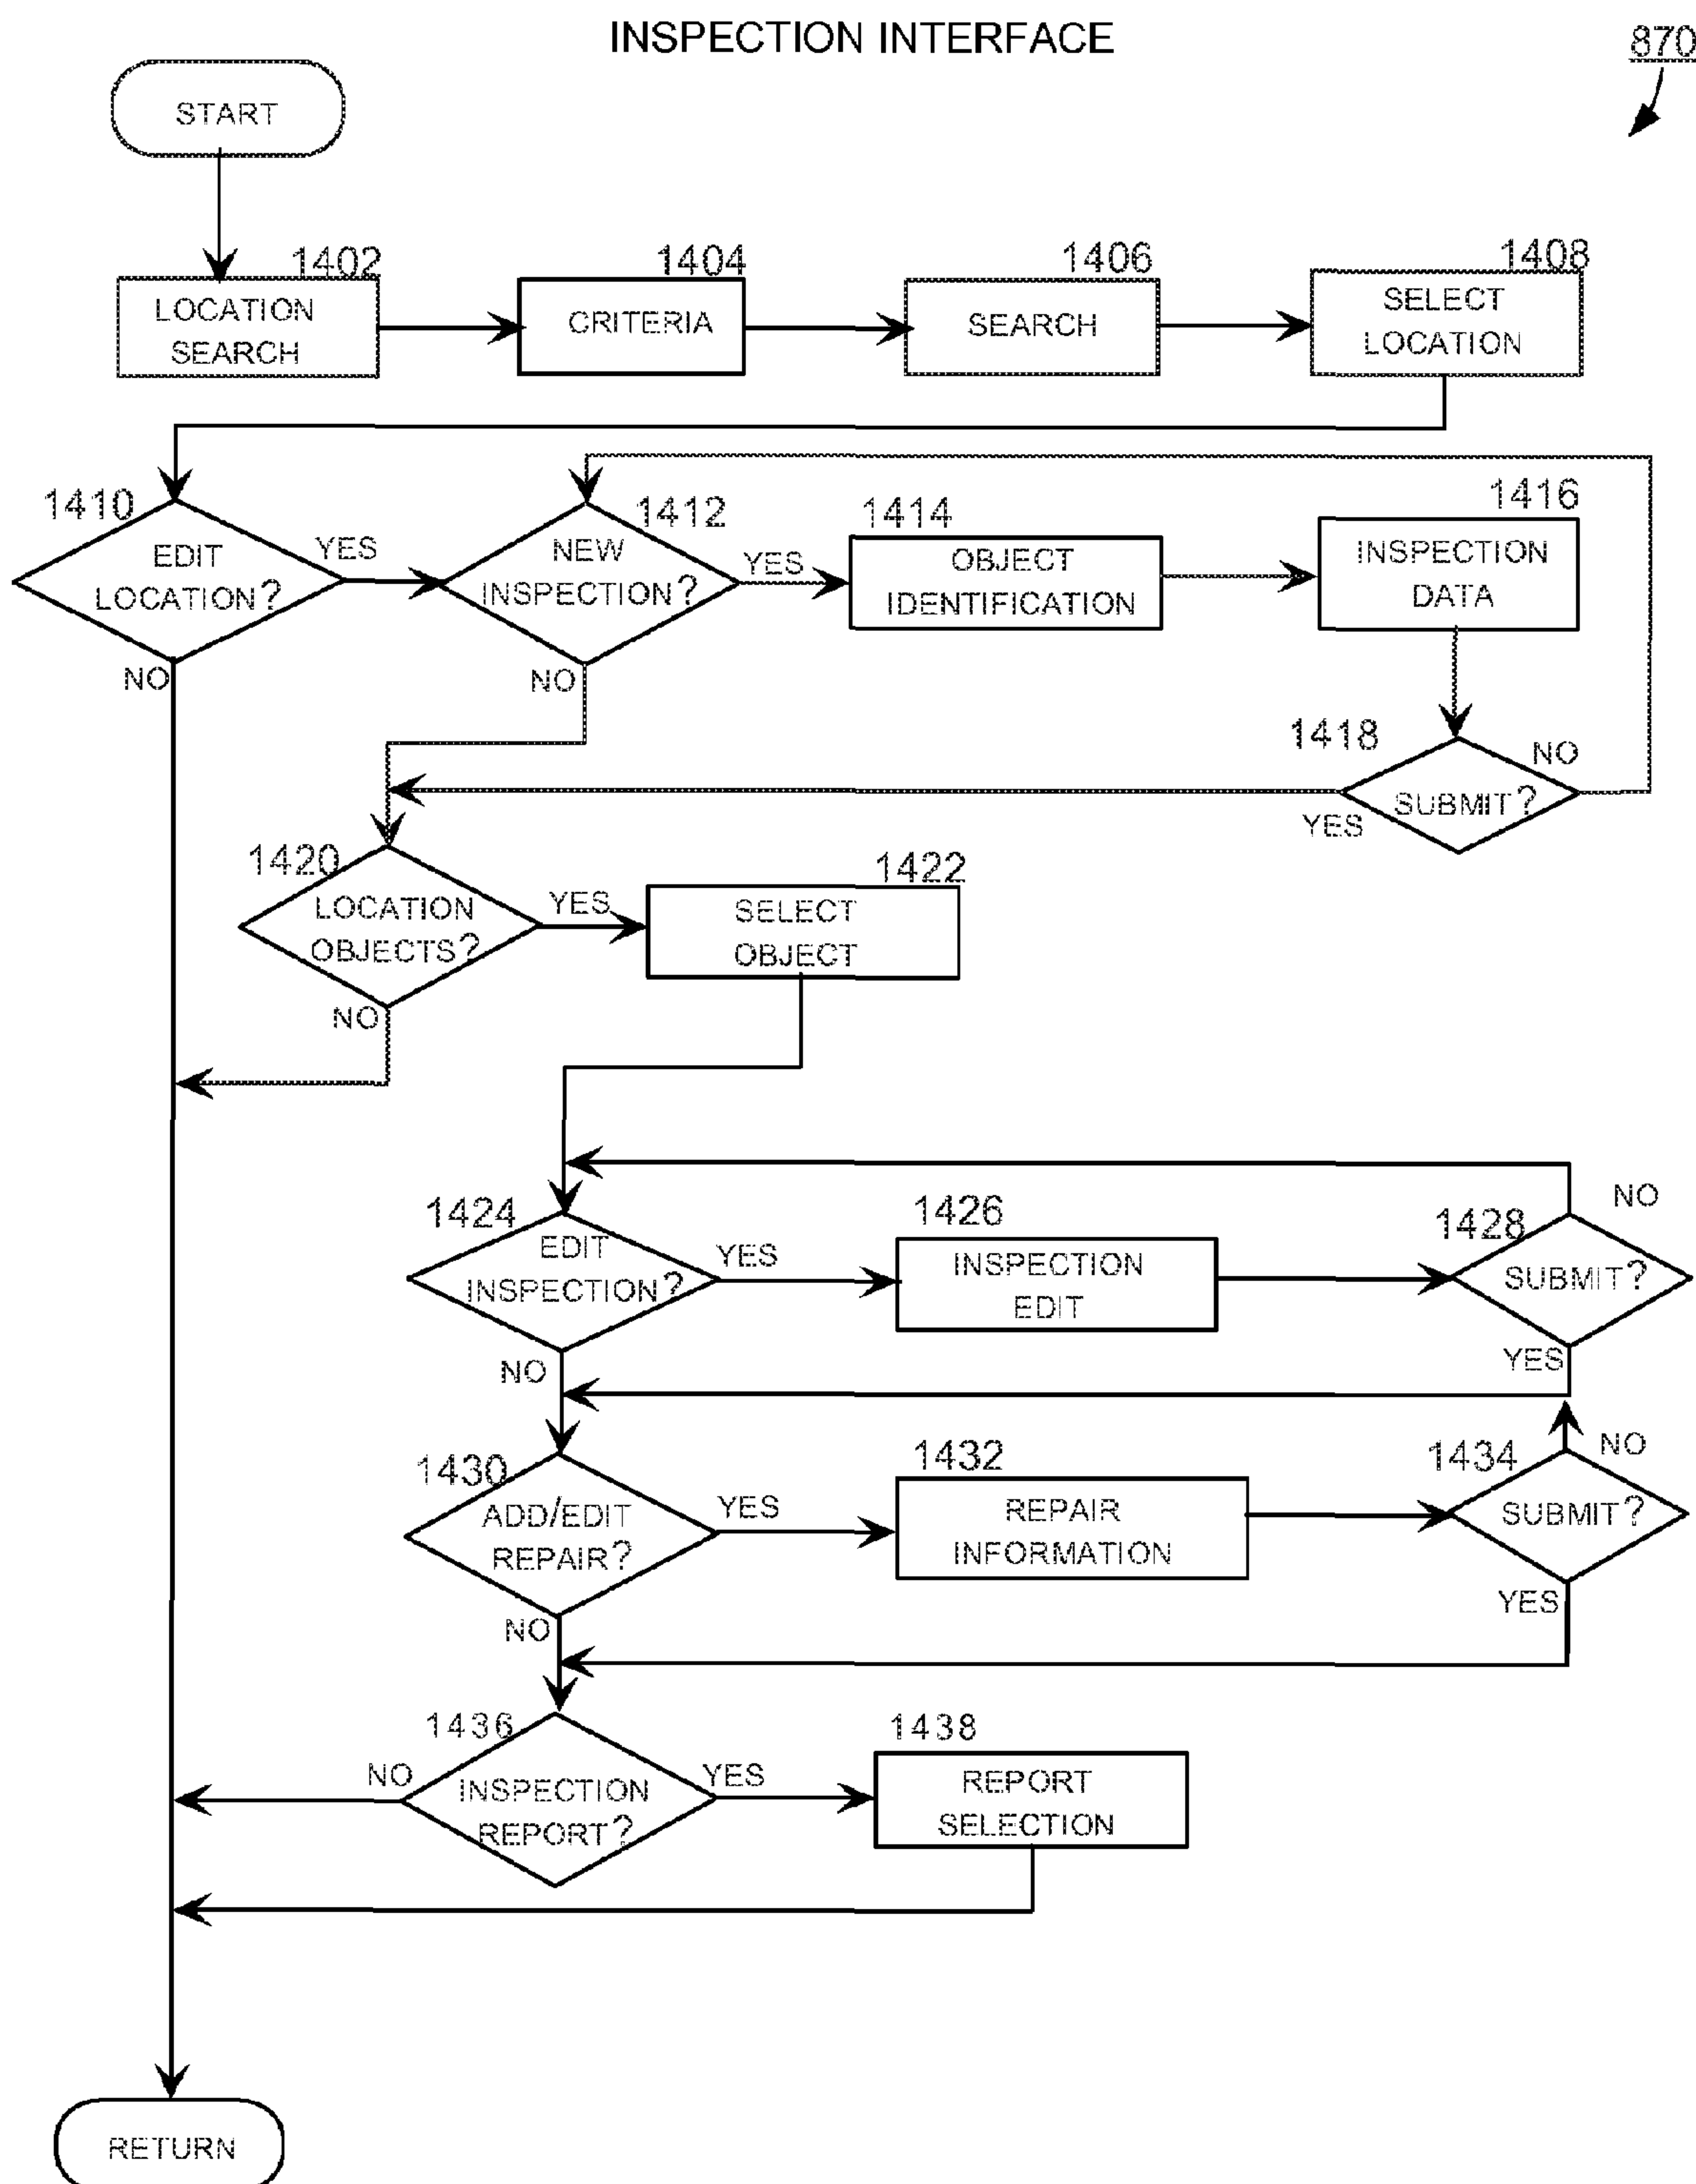 INSPECTION INTERFACE
870
START
1402
LOCATION
SEARCH
1404
CRITERIA
1406
SEARCH
1408
SELECT
LOCATION
1410
EDIT
LOCATION?
YES
NO
1412
NEW
INSPECTION?
YES
NO
1414
OBJECT
IDENTIFICATION
1416
INSPECTION
DATA
1418
SUBMIT?
NO
YES
1420
LOCATION
OBJECTS?
YES
NO
1422
SELECT
OBJECT
1424
EDIT
INSPECTION?
YES
NO
1426
INSPECTION
EDIT
1428
SUBMIT?
NO
YES
1430
ADD/EDIT
REPAIR?
YES
NO
1432
REPAIR
INFORMATION
1434
SUBMIT?
NO
YES
1436
INSPECTION
REPORT?
NO
YES
1438
REPORT
SELECTION
RETURN